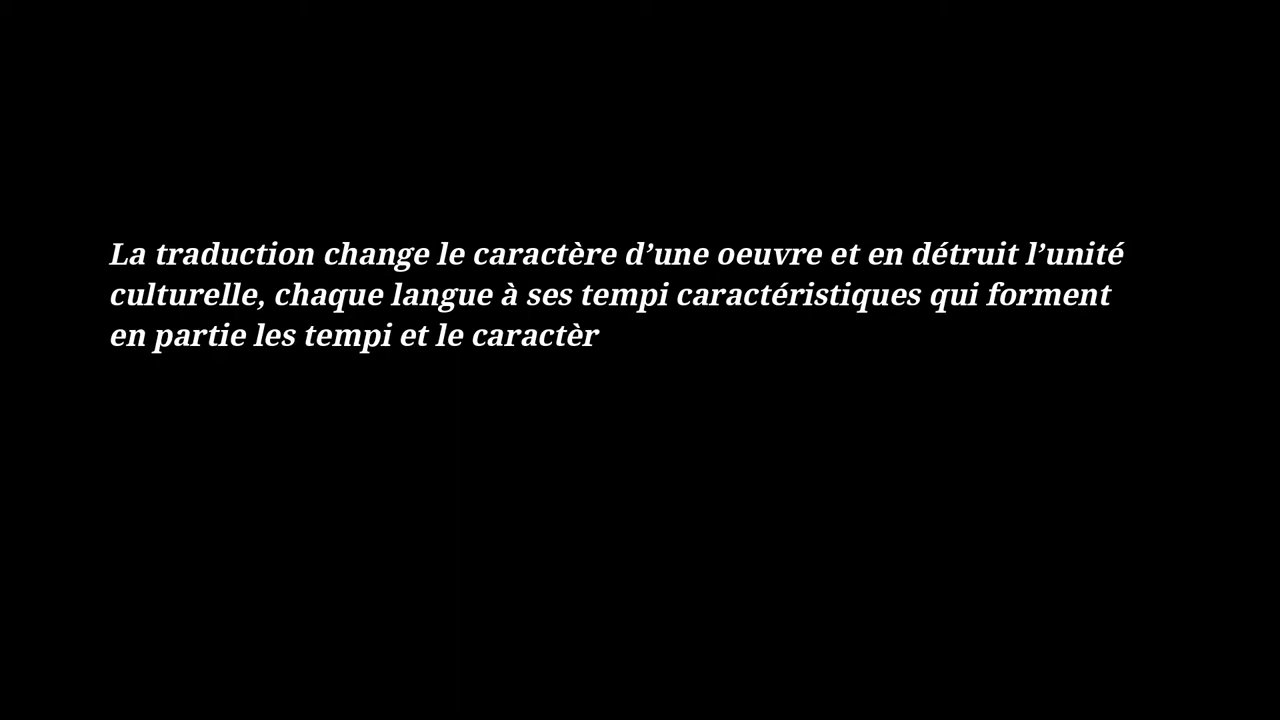 La traduction change le caractère d’une oeuvre et en détruit l’unité
culturelle, chaque langue à ses tempi caractéristiques qui forment
en partie les tempi et le caractèr